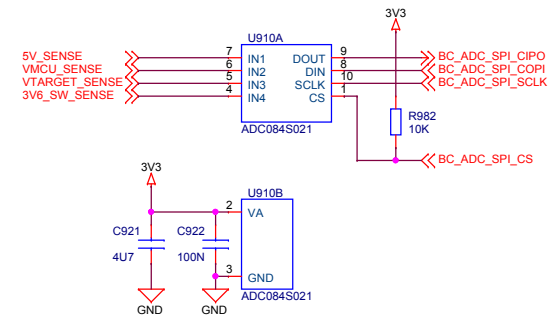 3V3
U910A
5V_SENSE 7 IN1 DOUT 9 BC_ADC_SPI_CIPO
VMCU_SENSE 6 IN2 DIN 8 BC_ADC_SPI_COPI
VTARGET_SENSE 5 IN3 SCLK 10 BC_ADC_SPI_SCLK
3V6_SW_SENSE 4 IN4 CS 1
ADC084S021
R982
10K
BC_ADC_SPI_CS
3V3
U910B
2 VA
C921
C922
4U7
100N
3 GND
ADC084S021
GND
GND